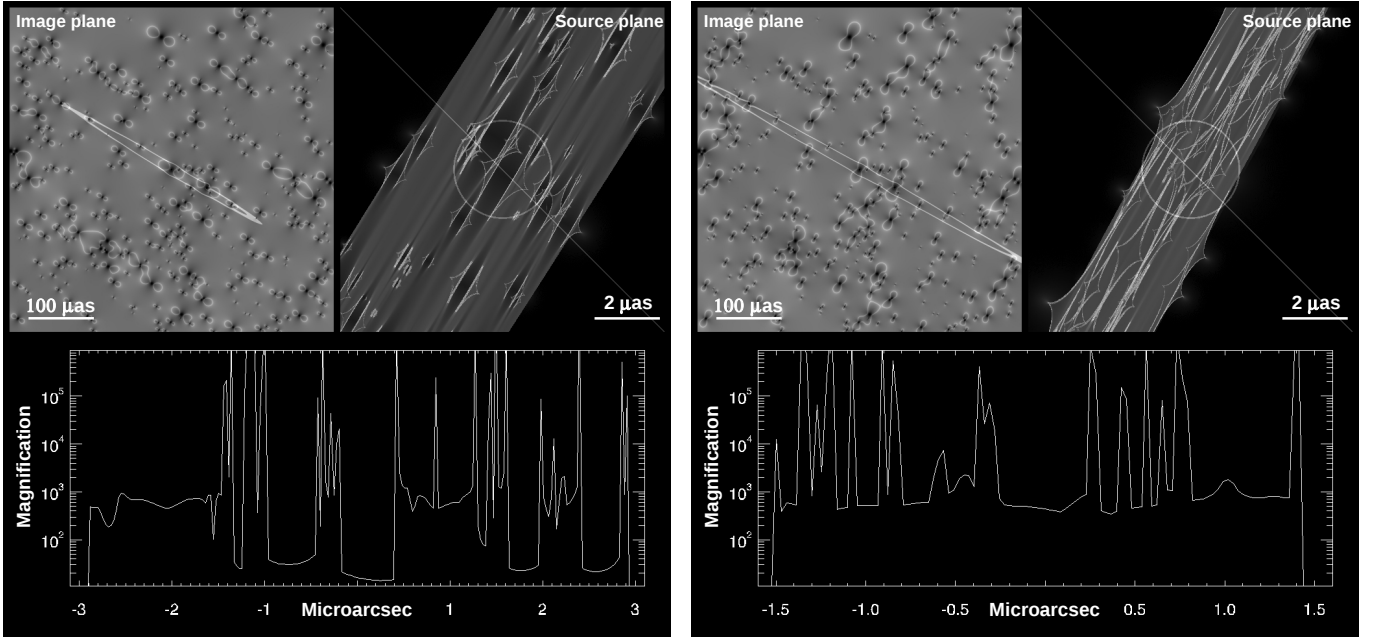 Image plane
Source plane
100 μas
2 μas
Magnification
10⁵
10⁴
10³
10²
-3
-2
-1
Microarcsec
1
2
3
Image plane
Source plane
100 μas
2 μas
Magnification
10⁵
10⁴
10³
10²
-1.5
-1.0
-0.5
Microarcsec
0.5
1.0
1.5